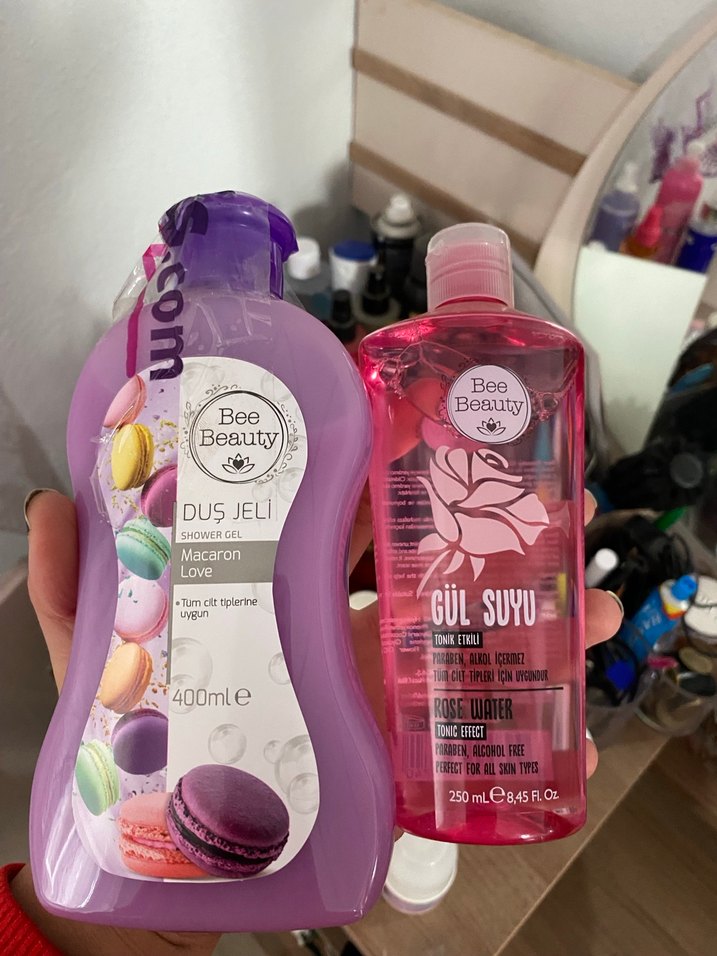 s.com
Bee
Beauty
DUŞ JELİ
SHOWER GEL
Macaron
Love
• Tüm cilt tiplerine
uygun
400ml e
Bee
Beauty
GÜL SUYU
TONİK ETKİLİ
PARABEN, ALKOL İÇERMEZ
TÜM CİLT TİPLERİ İÇİN UYGUNDUR
ROSE WATER
TONIC EFFECT
PARABEN, ALCOHOL FREE
PERFECT FOR ALL SKIN TYPES
250 mL e 8,45 Fl. Oz.